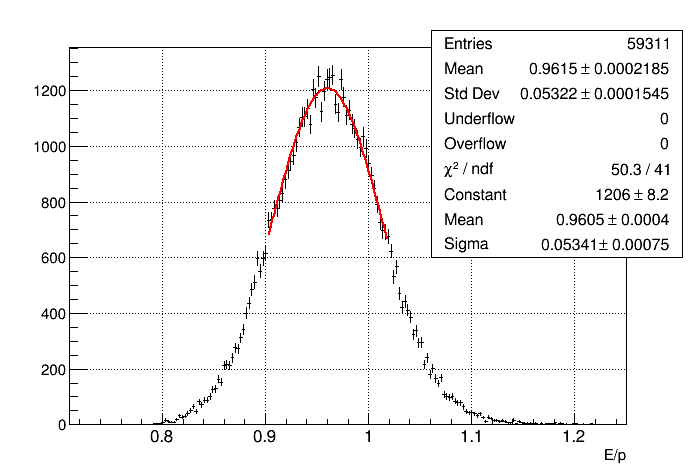 Entries 59311
Mean 0.9615 ± 0.0002185
Std Dev 0.05322 ± 0.0001545
Underflow 0
Overflow 0
χ² / ndf 50.3 / 41
Constant 1206 ± 8.2
Mean 0.9605 ± 0.0004
Sigma 0.05341 ± 0.00075
1200
1000
800
600
400
200
0
0.8 0.9 1 1.1 1.2
E/p